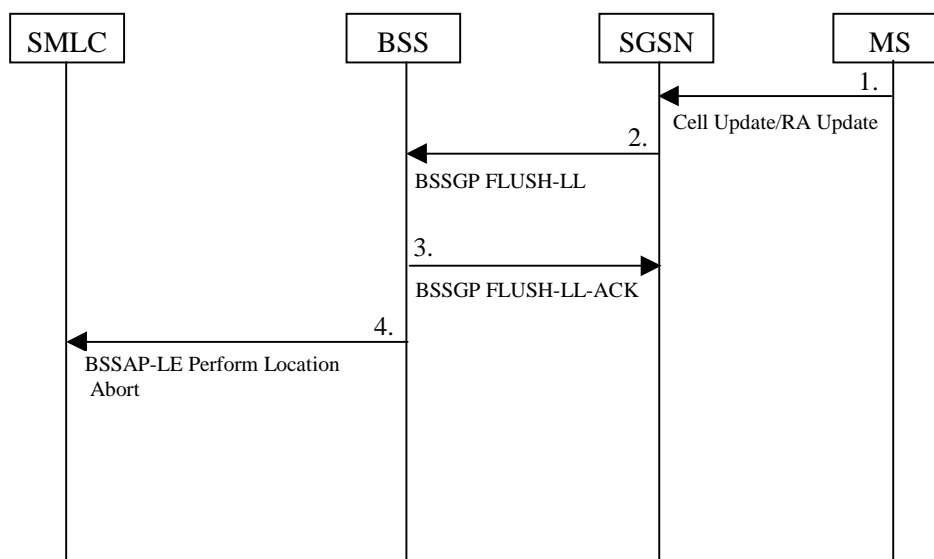 SMLC
BSS
SGSN
MS
1.
Cell Update/RA Update
2.
BSSGP FLUSH-LL
3.
BSSGP FLUSH-LL-ACK
4.
BSSAP-LE Perform Location
Abort